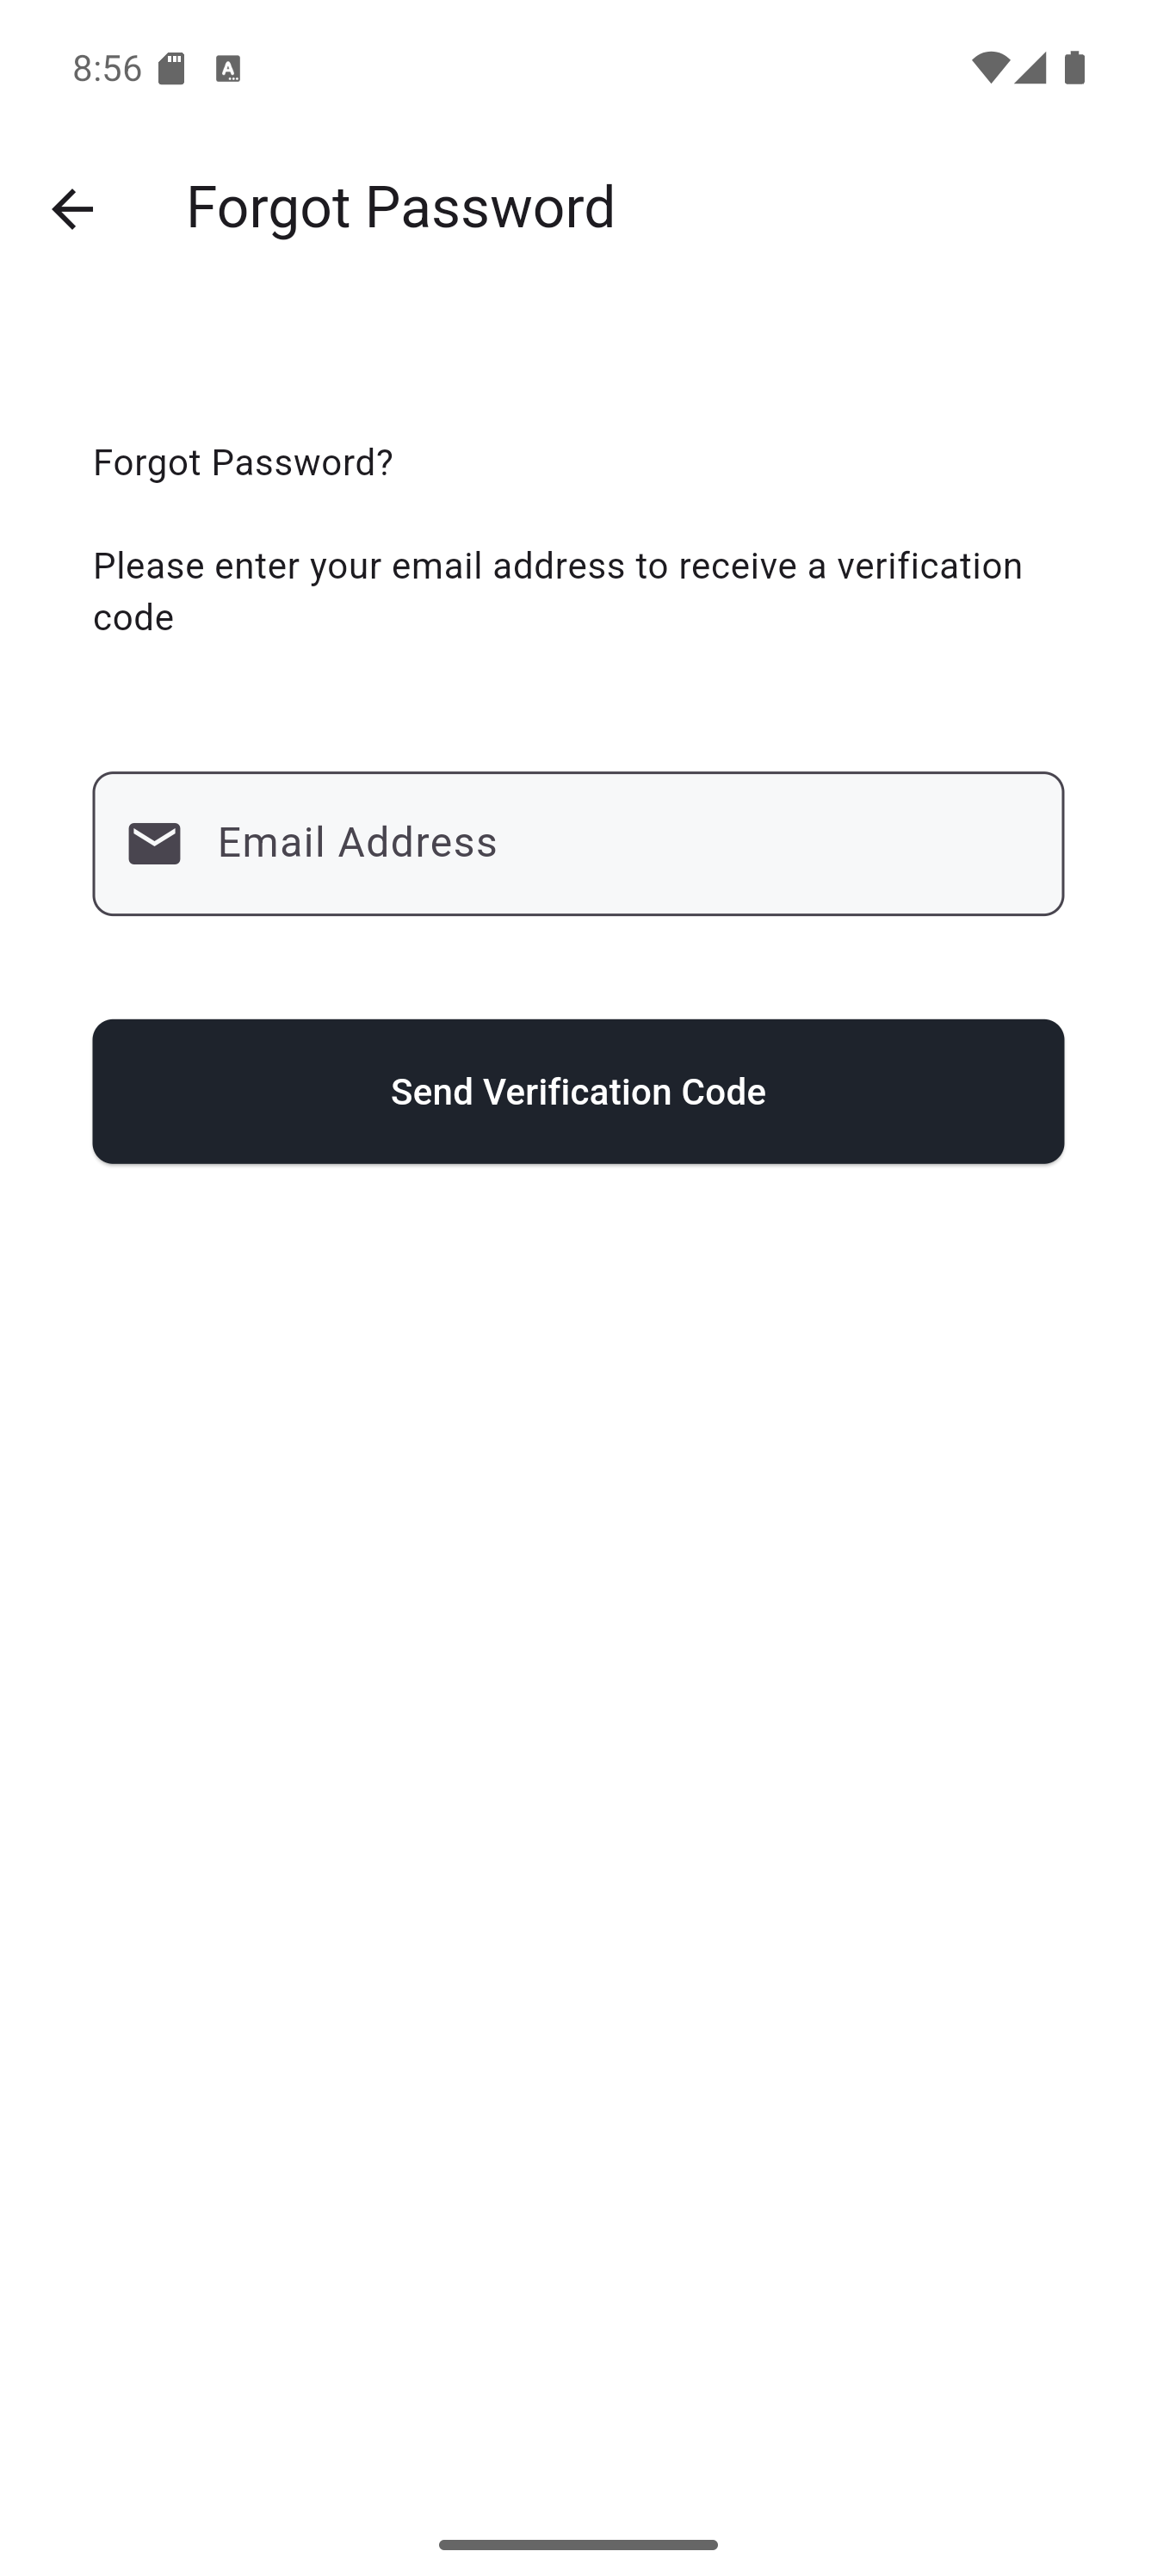 8:56
Forgot Password
Forgot Password?
Please enter your email address to receive a verification
code
Email Address
Send Verification Code